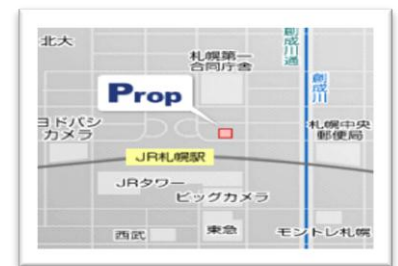 北大
創成川通
札幌第一
合同庁舎
創成川
Prop
ヨドバシ
カメラ
札幌中央
郵便局
JR札幌駅
JRタワー
ビッグカメラ
西武
東急
モントレ札幌